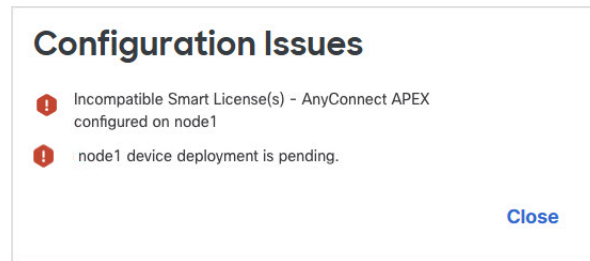 Configuration Issues
Incompatible Smart License(s) - AnyConnect APEX
configured on node1
node1 device deployment is pending.
Close